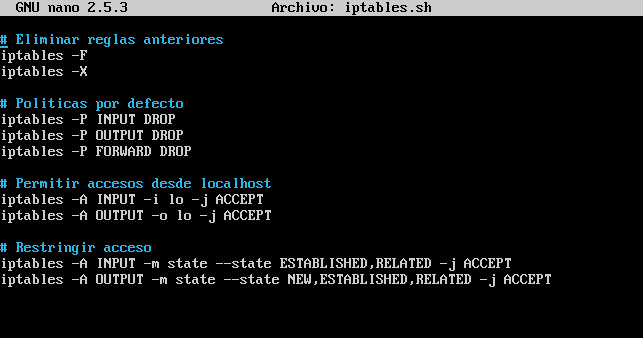 GNU nano 2.5.3 Archivo: iptables.sh
# Eliminar reglas anteriores
iptables -F
iptables -X
# Politicas por defecto
iptables -P INPUT DROP
iptables -P OUTPUT DROP
iptables -P FORWARD DROP
# Permitir accesos desde localhost
iptables -A INPUT -i lo -j ACCEPT
iptables -A OUTPUT -o lo -j ACCEPT
# Restringir acceso
iptables -A INPUT -m state --state ESTABLISHED,RELATED -j ACCEPT
iptables -A OUTPUT -m state --state NEW,ESTABLISHED,RELATED -j ACCEPT